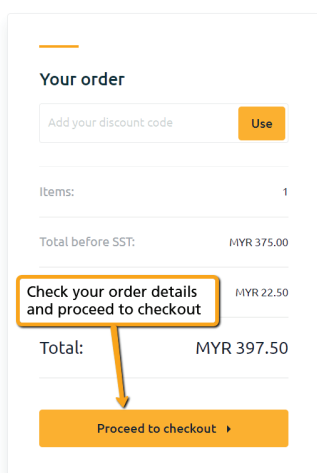 Your order
Add your discount code
Use
Items: 1
Total before SST: MYR 375.00
Check your order details
and proceed to checkout
MYR 22.50
Total: MYR 397.50
Proceed to checkout